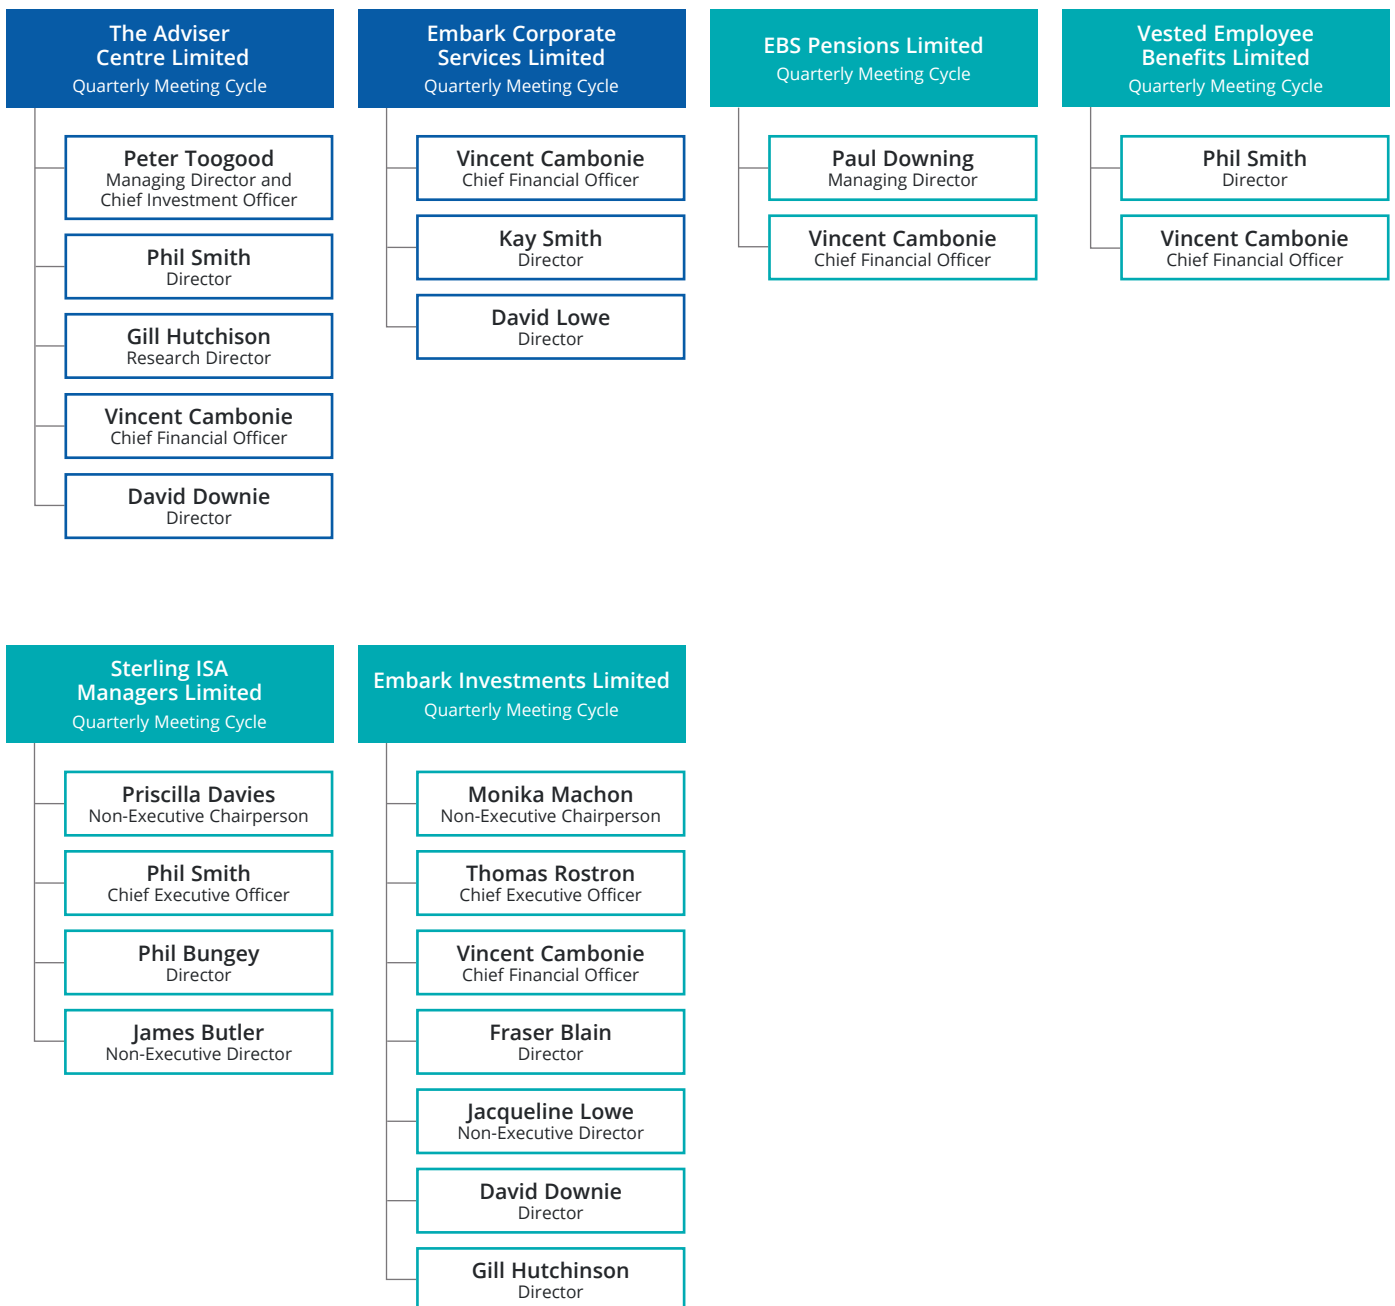 The Adviser
Centre Limited
Quarterly Meeting Cycle
Peter Toogood
Managing Director and
Chief Investment Officer
Phil Smith
Director
Gill Hutchison
Research Director
Vincent Cambonie
Chief Financial Officer
David Downie
Director
Embark Corporate
Services Limited
Quarterly Meeting Cycle
Vincent Cambonie
Chief Financial Officer
Kay Smith
Director
David Lowe
Director
EBS Pensions Limited
Quarterly Meeting Cycle
Paul Downing
Managing Director
Vincent Cambonie
Chief Financial Officer
Vested Employee
Benefits Limited
Quarterly Meeting Cycle
Phil Smith
Director
Vincent Cambonie
Chief Financial Officer
Sterling ISA
Managers Limited
Quarterly Meeting Cycle
Priscilla Davies
Non-Executive Chairperson
Phil Smith
Chief Executive Officer
Phil Bungey
Director
James Butler
Non-Executive Director
Embark Investments Limited
Quarterly Meeting Cycle
Monika Machon
Non-Executive Chairperson
Thomas Rostron
Chief Executive Officer
Vincent Cambonie
Chief Financial Officer
Fraser Blain
Director
Jacqueline Lowe
Non-Executive Director
David Downie
Director
Gill Hutchinson
Director